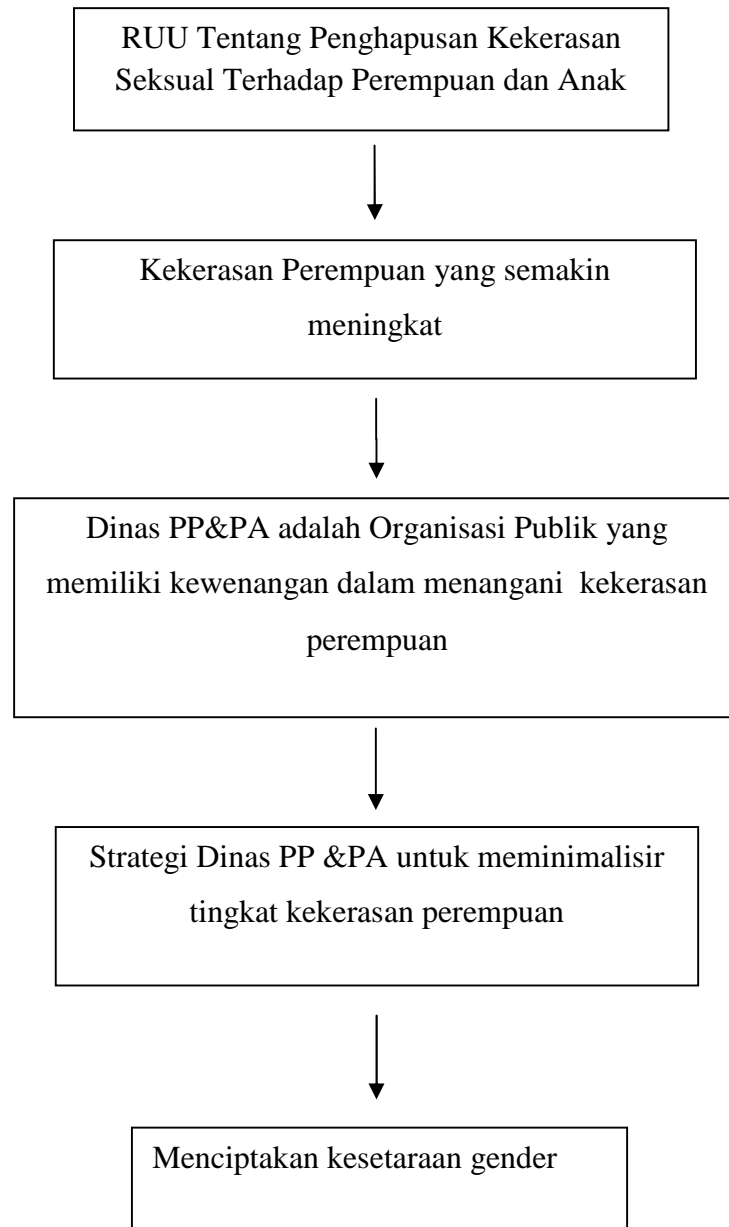 RUU Tentang Penghapusan Kekerasan
Seksual Terhadap Perempuan dan Anak
Kekerasan Perempuan yang semakin
meningkat
Dinas PP&PA adalah Organisasi Publik yang
memiliki kewenangan dalam menangani  kekerasan
perempuan
Strategi Dinas PP &PA untuk meminimalisir
tingkat kekerasan perempuan
Menciptakan kesetaraan gender